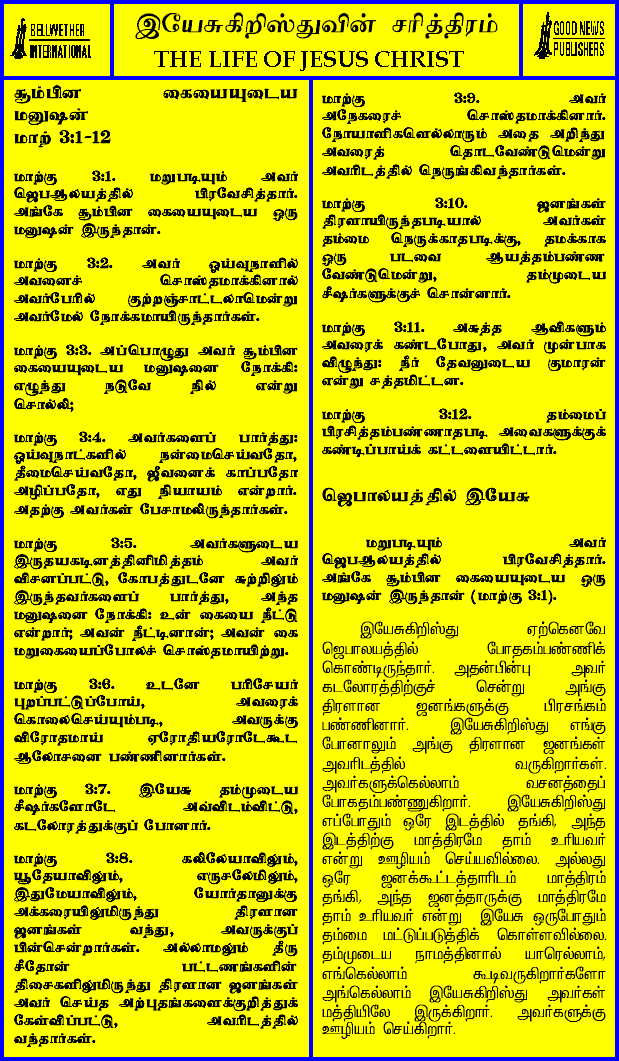 BELLWETHER
INTERNATIONAL
இயேசுகிறிஸ்துவின் சரித்திரம்
THE LIFE OF JESUS CHRIST
GOOD NEWS
PUBLISHERS
சூம்பின கையையுடைய
மனுஷன்
மாற் 3:1-12
மாற்கு 3:1. மறுபடியும் அவர்
ஜெபஆலயத்தில் பிரவேசித்தார்.
அங்கே சூம்பின கையையுடைய ஒரு
மனுஷன் இருந்தான்.
மாற்கு 3:2. அவர் ஓய்வுநாளில்
அவனைச் சொஸ்தமாக்கினால்
அவர்பேரில் குற்றஞ்சாட்டலாமென்று
அவர்மேல் நோக்கமாயிருந்தார்கள்.
மாற்கு 3:3. அப்பொழுது அவர் சூம்பின
கையையுடைய மனுஷனை நோக்கி:
எழுந்து நடுவே நில் என்று
சொல்லி;
மாற்கு 3:4. அவர்களைப் பார்த்து:
ஓய்வுநாட்களில் நன்மைசெய்வதோ,
தீமைசெய்வதோ, ஜீவனைக் காப்பதோ
அழிப்பதோ, எது நியாயம் என்றார்.
அதற்கு அவர்கள் பேசாமலிருந்தார்கள்.
மாற்கு 3:5. அவர்களுடைய
இருதயகடினத்தினிமித்தம் அவர்
விசனப்பட்டு, கோபத்துடனே சுற்றிலும்
இருந்தவர்களைப் பார்த்து, அந்த
மனுஷனை நோக்கி: உன் கையை நீட்டு
என்றார்; அவன் நீட்டினான்; அவன் கை
மறுகையைப்போலச் சொஸ்தமாயிற்று.
மாற்கு 3:6. உடனே பரிசேயர்
புறப்பட்டுப்போய், அவரைக்
கொலைசெய்யும்படி, அவருக்கு
விரோதமாய் ஏரோதியரோடேகூட
ஆலோசனை பண்ணினார்கள்.
மாற்கு 3:7. இயேசு தம்முடைய
சீஷர்களோடே அவ்விடம்விட்டு,
கடலோரத்துக்குப் போனார்.
மாற்கு 3:8. கலிலேயாவிலும்,
யூதேயாவிலும், எருசலேமிலும்,
இதுமேயாவிலும், யோர்தானுக்கு
அக்கரையிலுமிருந்து திரளான
ஜனங்கள் வந்து, அவருக்குப்
பின்சென்றார்கள். அல்லாமலும் தீரு
சீதோன் பட்டணங்களின்
திசைகளிலுமிருந்து திரளான ஜனங்கள்
அவர் செய்த அற்புதங்களைக்குறித்துக்
கேள்விப்பட்டு, அவரிடத்தில்
வந்தார்கள்.
மாற்கு 3:9. அவர்
அநேகரைச் சொஸ்தமாக்கினார்.
நோயாளிகளெல்லாரும் அதை அறிந்து
அவரைத் தொடவேண்டுமென்று
அவரிடத்தில் நெருங்கிவந்தார்கள்.
மாற்கு 3:10. ஜனங்கள்
திரளாயிருந்தபடியால் அவர்கள்
தம்மை நெருக்காதபடிக்கு, தமக்காக
ஒரு படவை ஆயத்தம்பண்ண
வேண்டுமென்று, தம்முடைய
சீஷர்களுக்குச் சொன்னார்.
மாற்கு 3:11. அசுத்த ஆவிகளும்
அவரைக் கண்டபோது, அவர் முன்பாக
விழுந்து: நீர் தேவனுடைய குமாரன்
என்று சத்தமிட்டன.
மாற்கு 3:12. தம்மைப்
பிரசித்தம்பண்ணாதபடி அவைகளுக்குக்
கண்டிப்பாய்க் கட்டளையிட்டார்.
ஜெபாலயத்தில் இயேசு
மறுபடியும் அவர்
ஜெபஆலயத்தில் பிரவேசித்தார்.
அங்கே சூம்பின கையையுடைய ஒரு
மனுஷன் இருந்தான் (மாற்கு 3:1).
இயேசுகிறிஸ்து ஏற்கெனவே
ஜெபாலயத்தில் போதகம்பண்ணிக்
கொண்டிருந்தார். அதன்பின்பு அவர்
கடலோரத்திற்குச் சென்று அங்கு
திரளான ஜனங்களுக்கு பிரசங்கம்
பண்ணினார். இயேசுகிறிஸ்து எங்கு
போனாலும் அங்கு திரளான ஜனங்கள்
அவரிடத்தில் வருகிறார்கள்.
அவர்களுக்கெல்லாம் வசனத்தைப்
போகதம்பண்ணுகிறார். இயேசுகிறிஸ்து
எப்போதும் ஒரே இடத்தில் தங்கி, அந்த
இடத்திற்கு மாத்திரமே தாம் உரியவர்
என்று ஊழியம் செய்யவில்லை. அல்லது
ஒரே ஜனக்கூட்டத்தாரிடம் மாத்திரம்
தங்கி, அந்த ஜனத்தாருக்கு மாத்திரமே
தாம் உரியவர் என்று இயேசு ஒருபோதும்
தம்மை மட்டுப்படுத்திக் கொள்ளவில்லை.
தம்முடைய நாமத்தினால் யாரெல்லாம்,
எங்கெல்லாம் கூடிவருகிறார்களோ
அங்கெல்லாம் இயேசுகிறிஸ்து அவர்கள்
மத்தியிலே இருக்கிறார். அவர்களுக்கு
ஊழியம் செய்கிறார்.